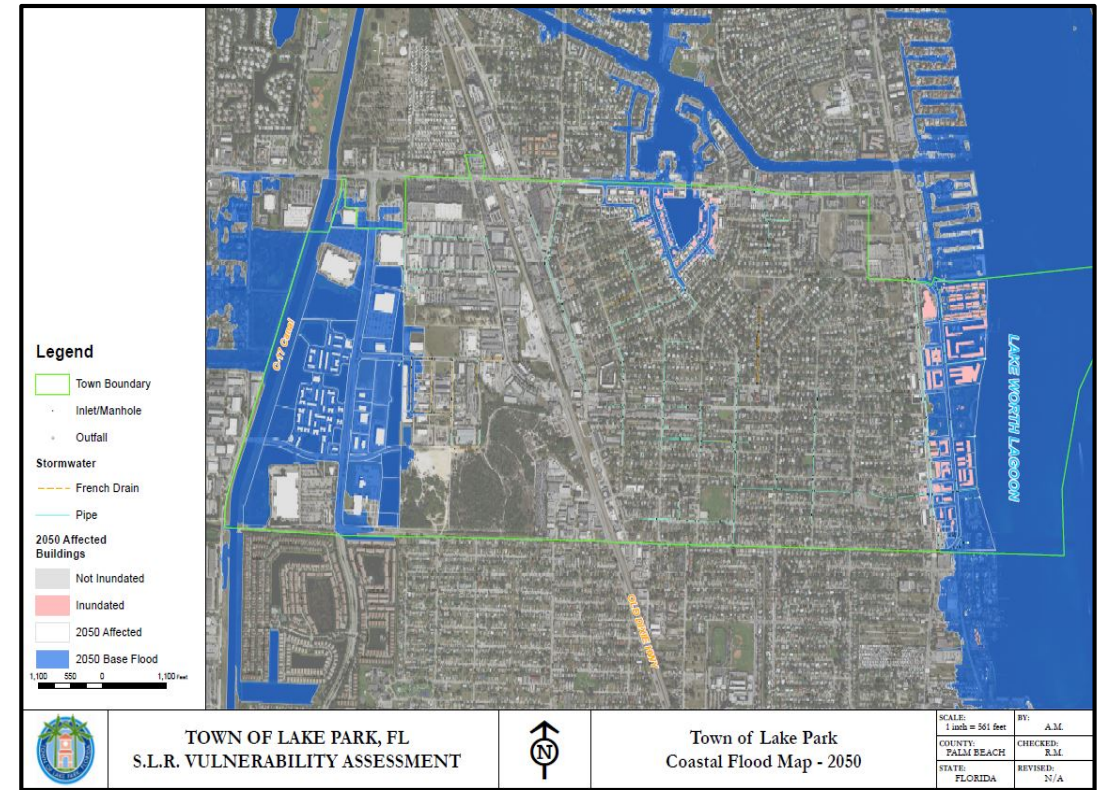 C-17 Canal
LAKE WORTH LAGOON
OLD DIXIE HWY
Legend
Town Boundary
Inlet/Manhole
Outfall
Stormwater
French Drain
Pipe
2050 Affected
Buildings
Not Inundated
Inundated
2050 Affected
2050 Base Flood
1,100 550 0 1,100 Feet
TOWN OF LAKE PARK, FL
S.L.R. VULNERABILITY ASSESSMENT
N
Town of Lake Park
Coastal Flood Map - 2050
SCALE:
1 inch = 561 feet
BY:
A.M.
COUNTY:
PALM BEACH
CHECKED:
R.M.
STATE:
FLORIDA
REVISED:
N/A